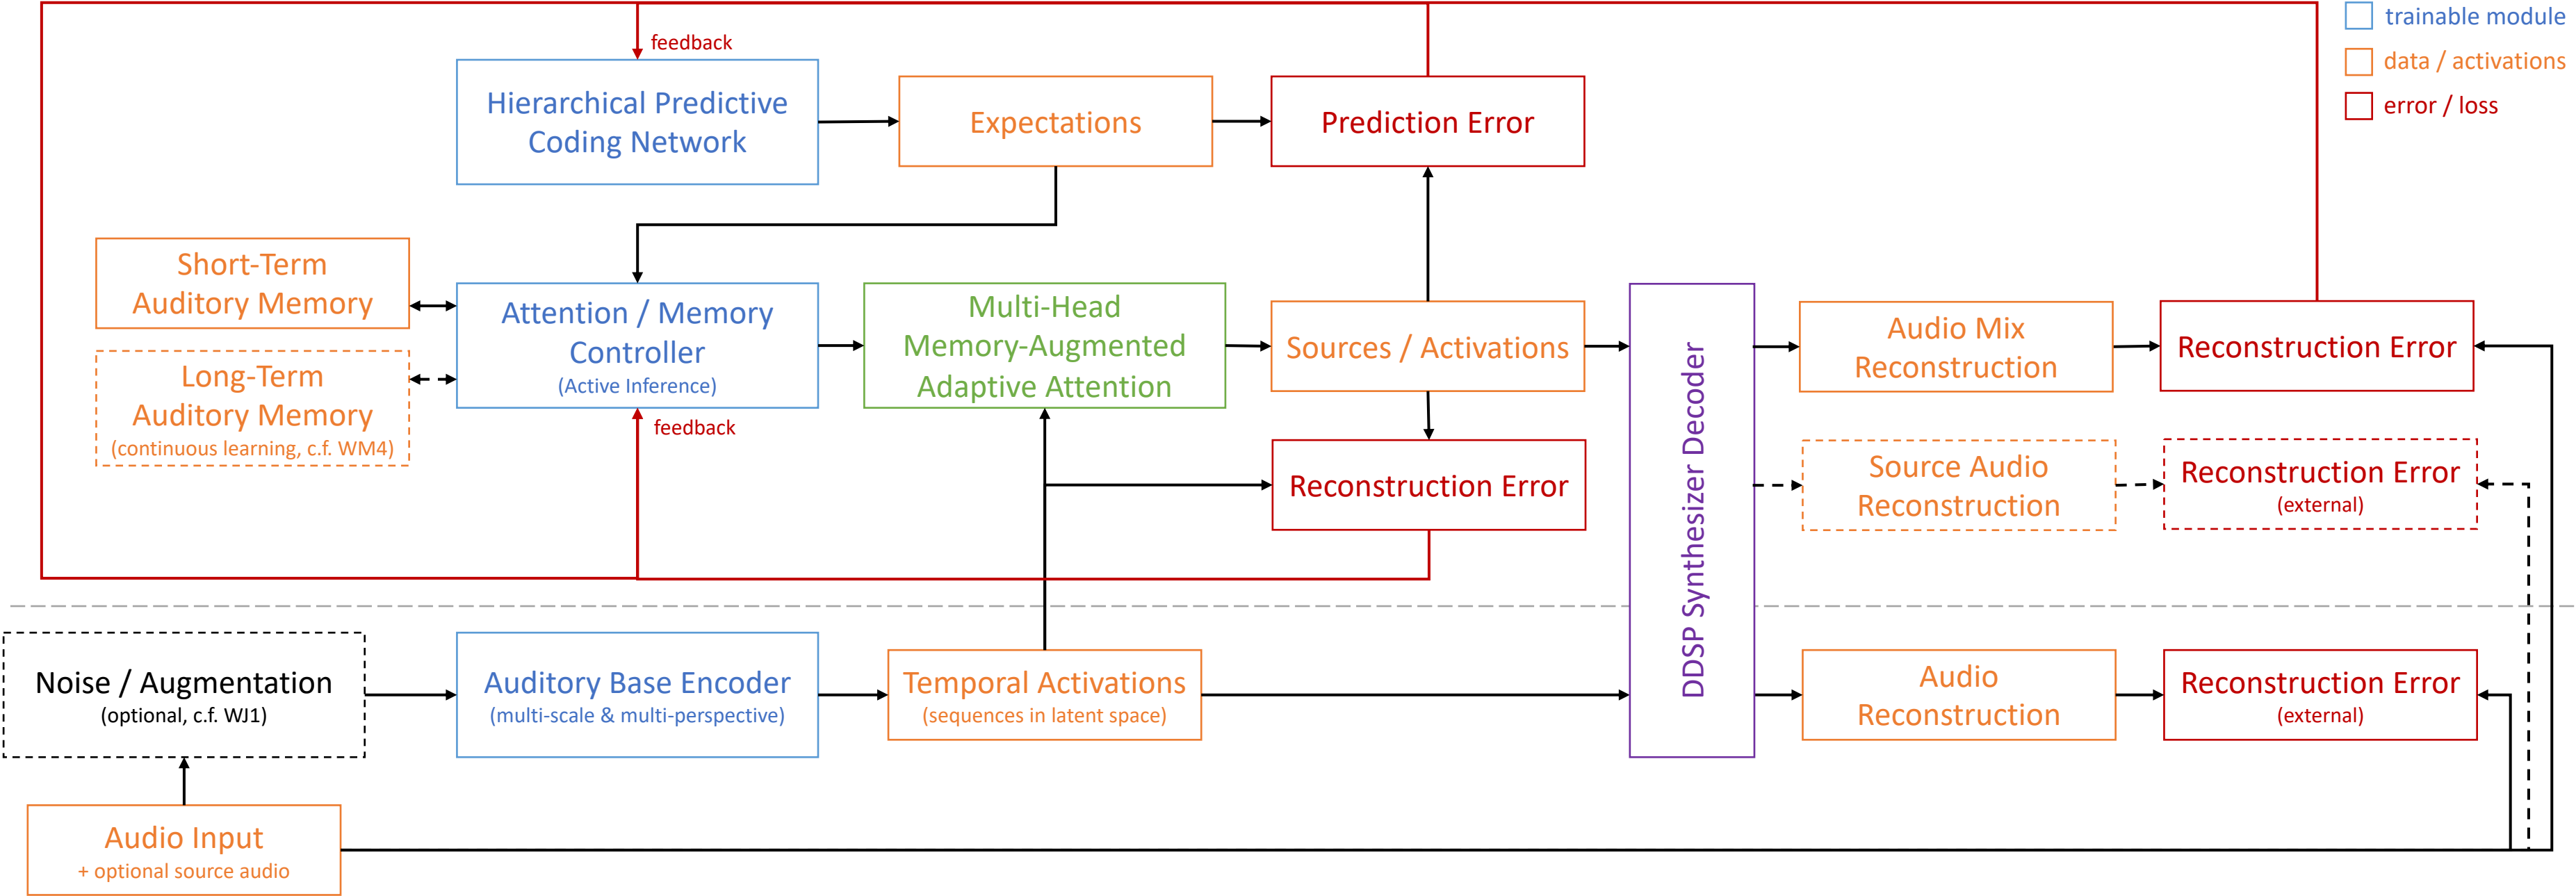 trainable module
data / activations
error / loss
feedback
Hierarchical Predictive
Coding Network
Expectations
Prediction Error
Short-Term
Auditory Memory
Long-Term
Auditory Memory
(continuous learning, c.f. WM4)
Attention / Memory
Controller
(Active Inference)
feedback
Multi-Head
Memory-Augmented
Adaptive Attention
Sources / Activations
Reconstruction Error
DDSP Synthesizer Decoder
Audio Mix
Reconstruction
Reconstruction Error
Source Audio
Reconstruction
Reconstruction Error
(external)
Noise / Augmentation
(optional, c.f. WJ1)
Auditory Base Encoder
(multi-scale & multi-perspective)
Temporal Activations
(sequences in latent space)
Audio
Reconstruction
Reconstruction Error
(external)
Audio Input
+ optional source audio